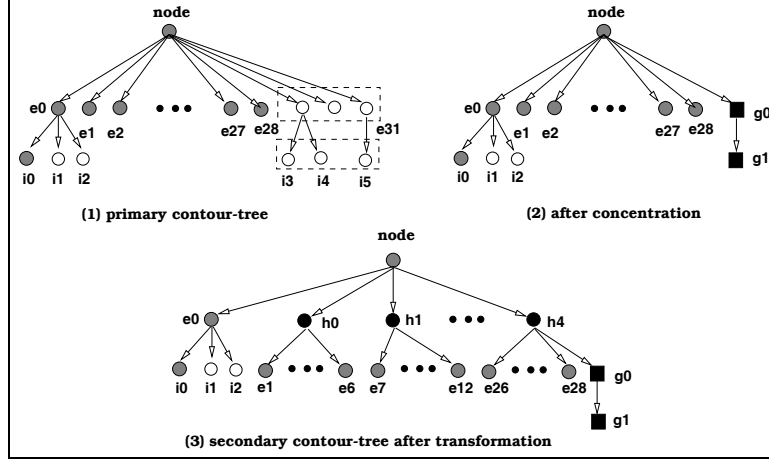 node
e0 e1 e2 e27 e28 e31
i0 i1 i2 i3 i4 i5
(1) primary contour-tree
node
e0 e1 e2 e27 e28 g0
i0 i1 i2 g1
(2) after concentration
node
e0 h0 h1 h4
i0 i1 i2 e1 e6 e7 e12 e26 e28 g0
g1
(3) secondary contour-tree after transformation